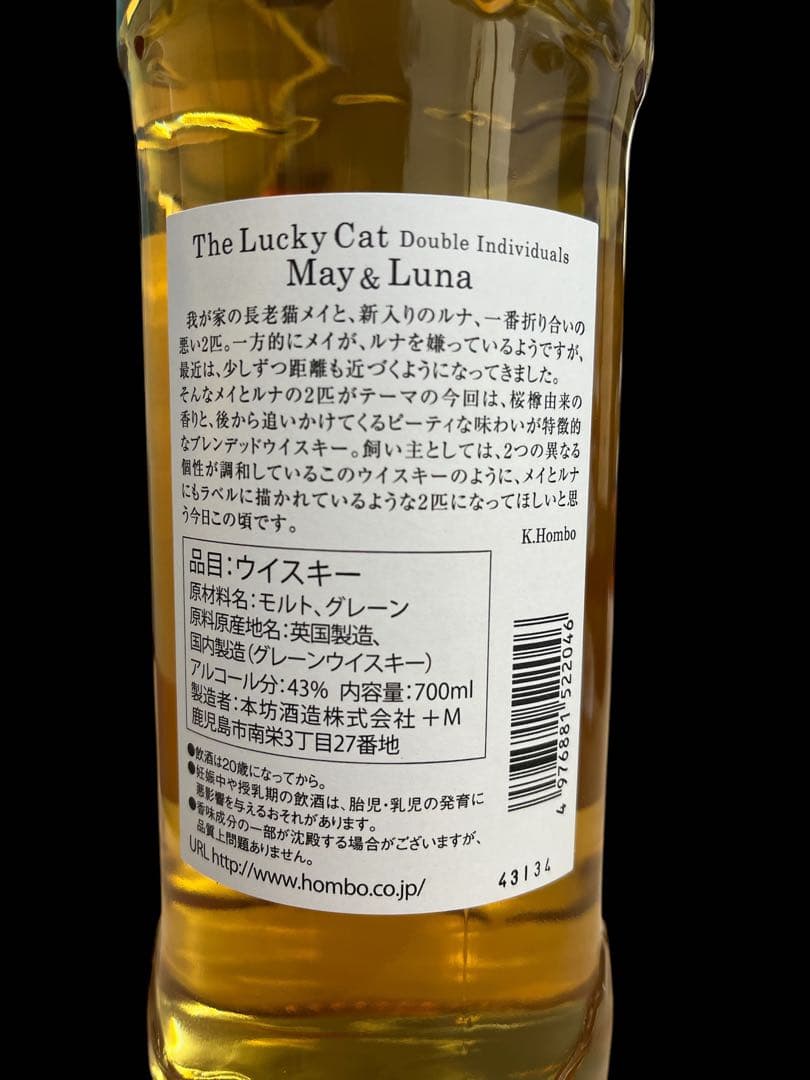 The Lucky Cat Double Individuals
May & Luna
我が家の長老猫メイと、新入りのルナ、一番折り合いの
悪い2匹。一方的にメイが、ルナを嫌っているようですが、
最近は、少しずつ距離も近づくようになってきました。
そんなメイとルナの2匹がテーマの今回は、桜樽由来の
香りと、後から追いかけてくるピーティな味わいが特徴的
なブレンデッドウイスキー。飼い主としては、2つの異なる
個性が調和しているこのウイスキーのように、メイとルナ
にもラベルに描かれているような2匹になってほしいと思
う今日この頃です。
K.Hombo
品目:ウイスキー
原材料名:モルト、グレーン
原料原産地名:英国製造、
国内製造(グレーンウイスキー)
アルコール分:43% 内容量:700ml
製造者:本坊酒造株式会社 +M
鹿児島市南栄3丁目27番地
●飲酒は20歳になってから。
●妊娠中や授乳期の飲酒は、胎児・乳児の発育に
悪影響を与えるおそれがあります。
●香味成分の一部が沈殿する場合がございますが、
品質上問題ありません。
URL http://www.hombo.co.jp/
4 976881 522046
43134